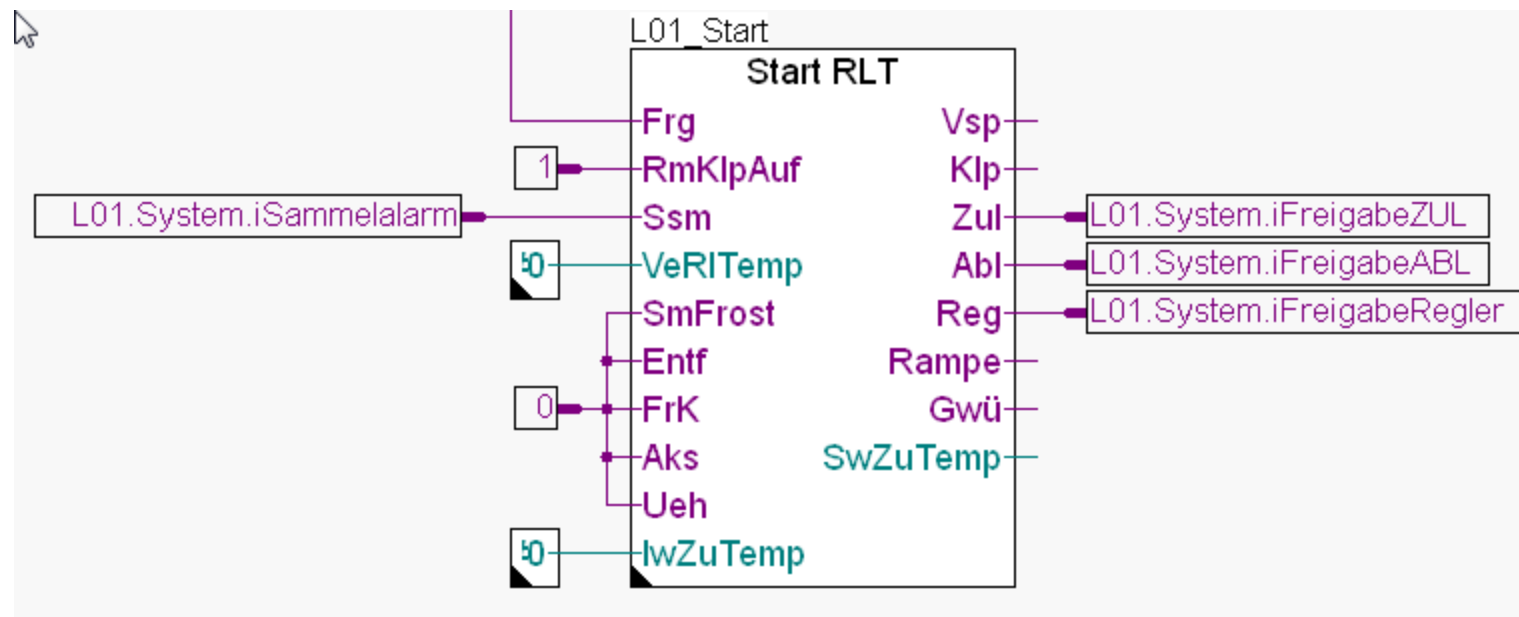 L01_Start
Start RLT
Frg Vsp
1 RmKlpAuf Klp
L01.System.iSammelalarm Ssm Zul L01.System.iFreigabeZUL
VeRlTemp Abl L01.System.iFreigabeABL
SmFrost Reg L01.System.iFreigabeRegler
Entf Rampe
0 FrK Gwü
Aks SwZuTemp
Ueh
IwZuTemp